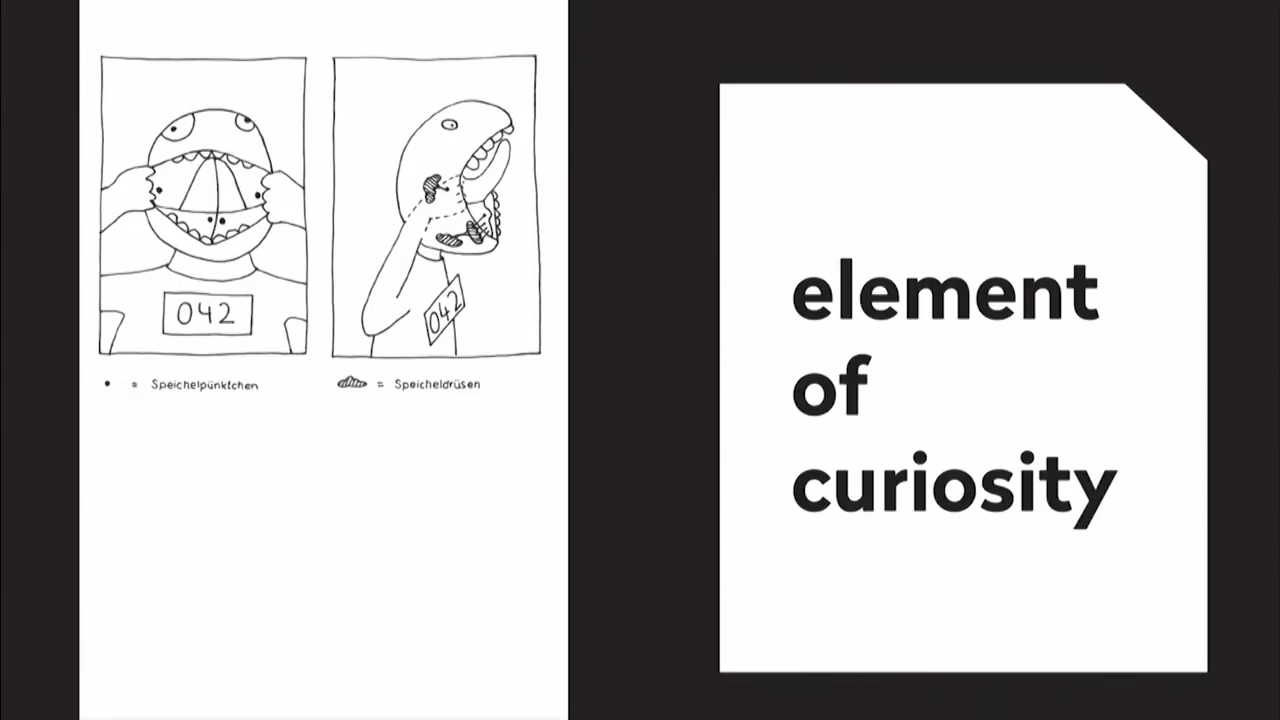 042
042
• = Speichelpünktchen
= Speicheldrüsen
element
of
curiosity